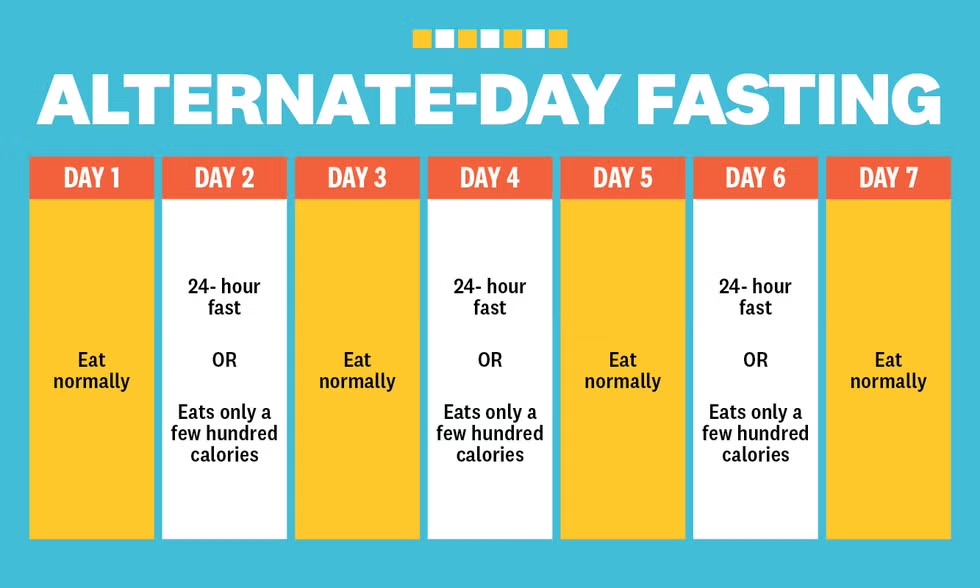 ALTERNATE-DAY FASTING
DAY 1
Eat
normally
DAY 2
24- hour
fast
OR
Eats only a
few hundred
calories
DAY 3
Eat
normally
DAY 4
24- hour
fast
OR
Eats only a
few hundred
calories
DAY 5
Eat
normally
DAY 6
24- hour
fast
OR
Eats only a
few hundred
calories
DAY 7
Eat
normally